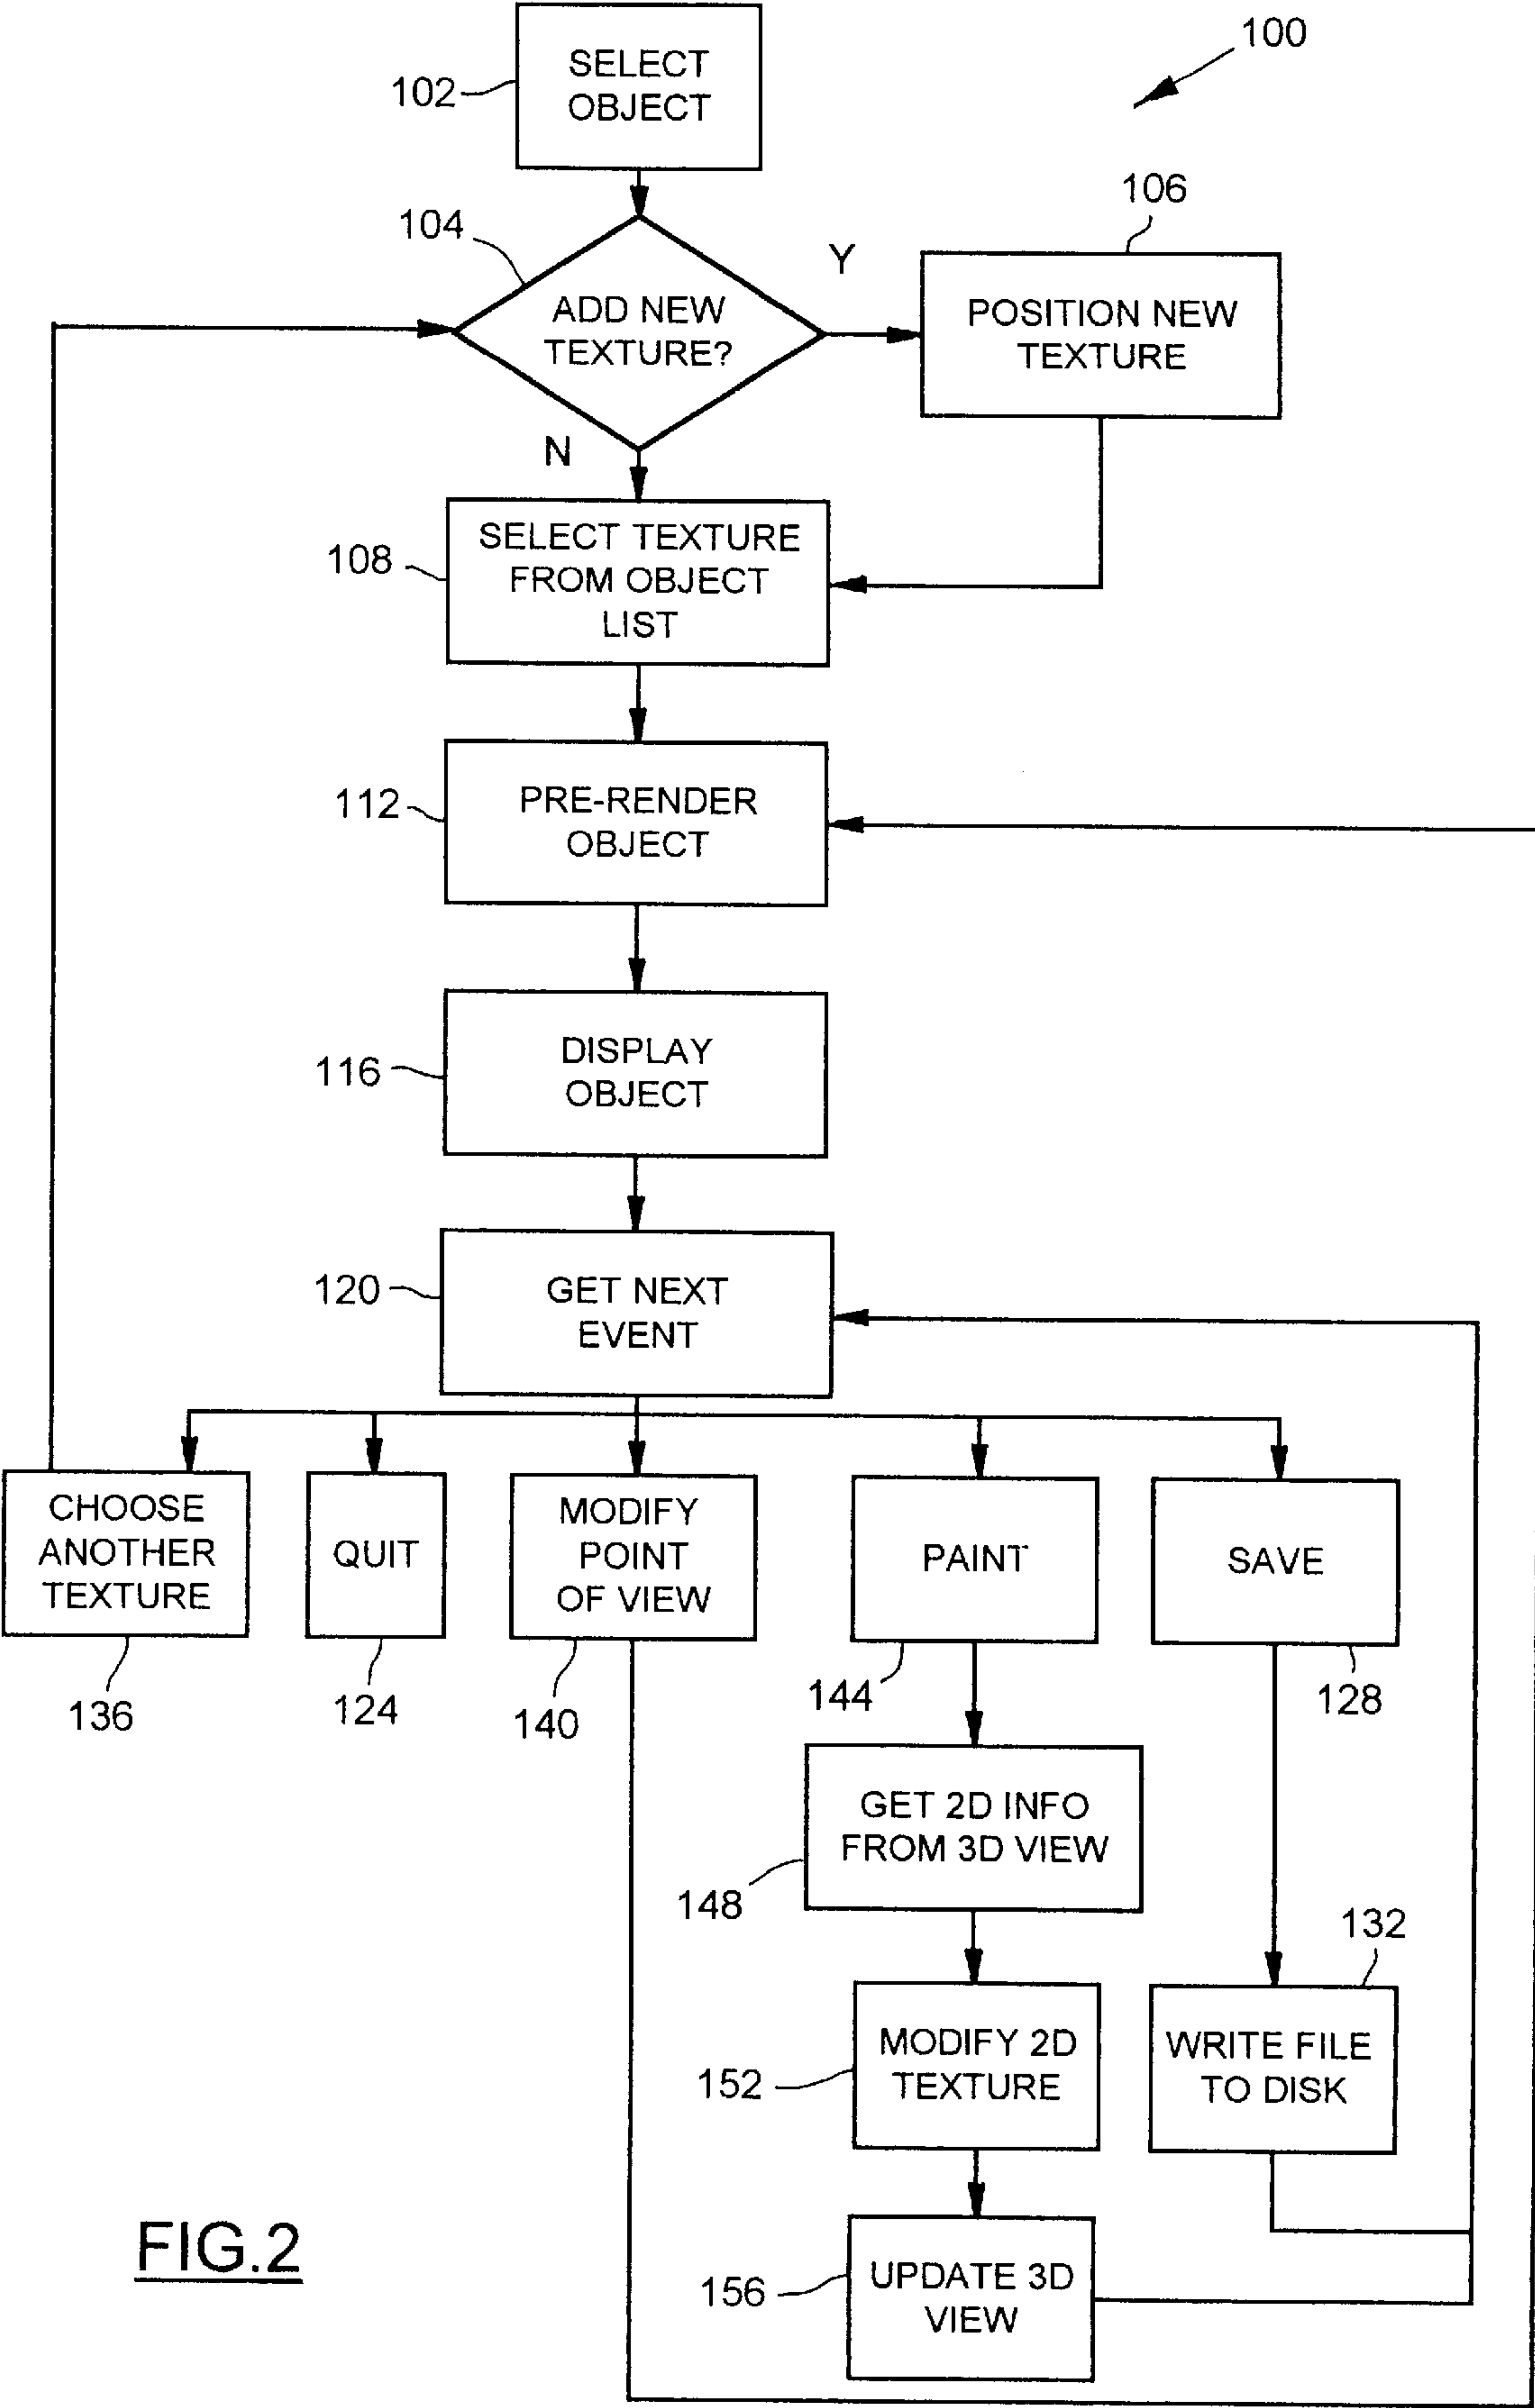 100
102
SELECT
OBJECT
106
104
Y
ADD NEW
TEXTURE?
POSITION NEW
TEXTURE
N
108
SELECT TEXTURE
FROM OBJECT
LIST
112
PRE-RENDER
OBJECT
116
DISPLAY
OBJECT
120
GET NEXT
EVENT
CHOOSE
ANOTHER
TEXTURE
QUIT
MODIFY
POINT
OF VIEW
PAINT
SAVE
136
124
140
144
128
GET 2D INFO
FROM 3D VIEW
148
132
MODIFY 2D
TEXTURE
152
WRITE FILE
TO DISK
UPDATE 3D
VIEW
156
FIG.2